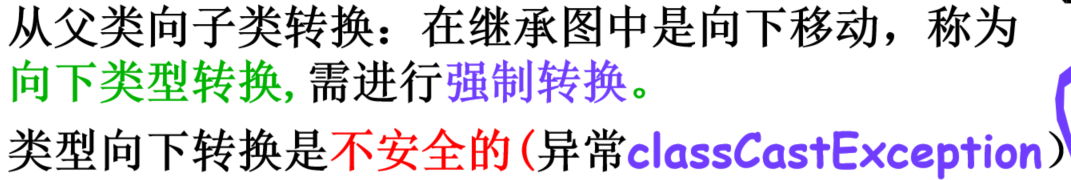 从父类向子类转换：在继承图中是向下移动，称为
向下类型转换,需进行强制转换。
类型向下转换是不安全的(异常classCastException)